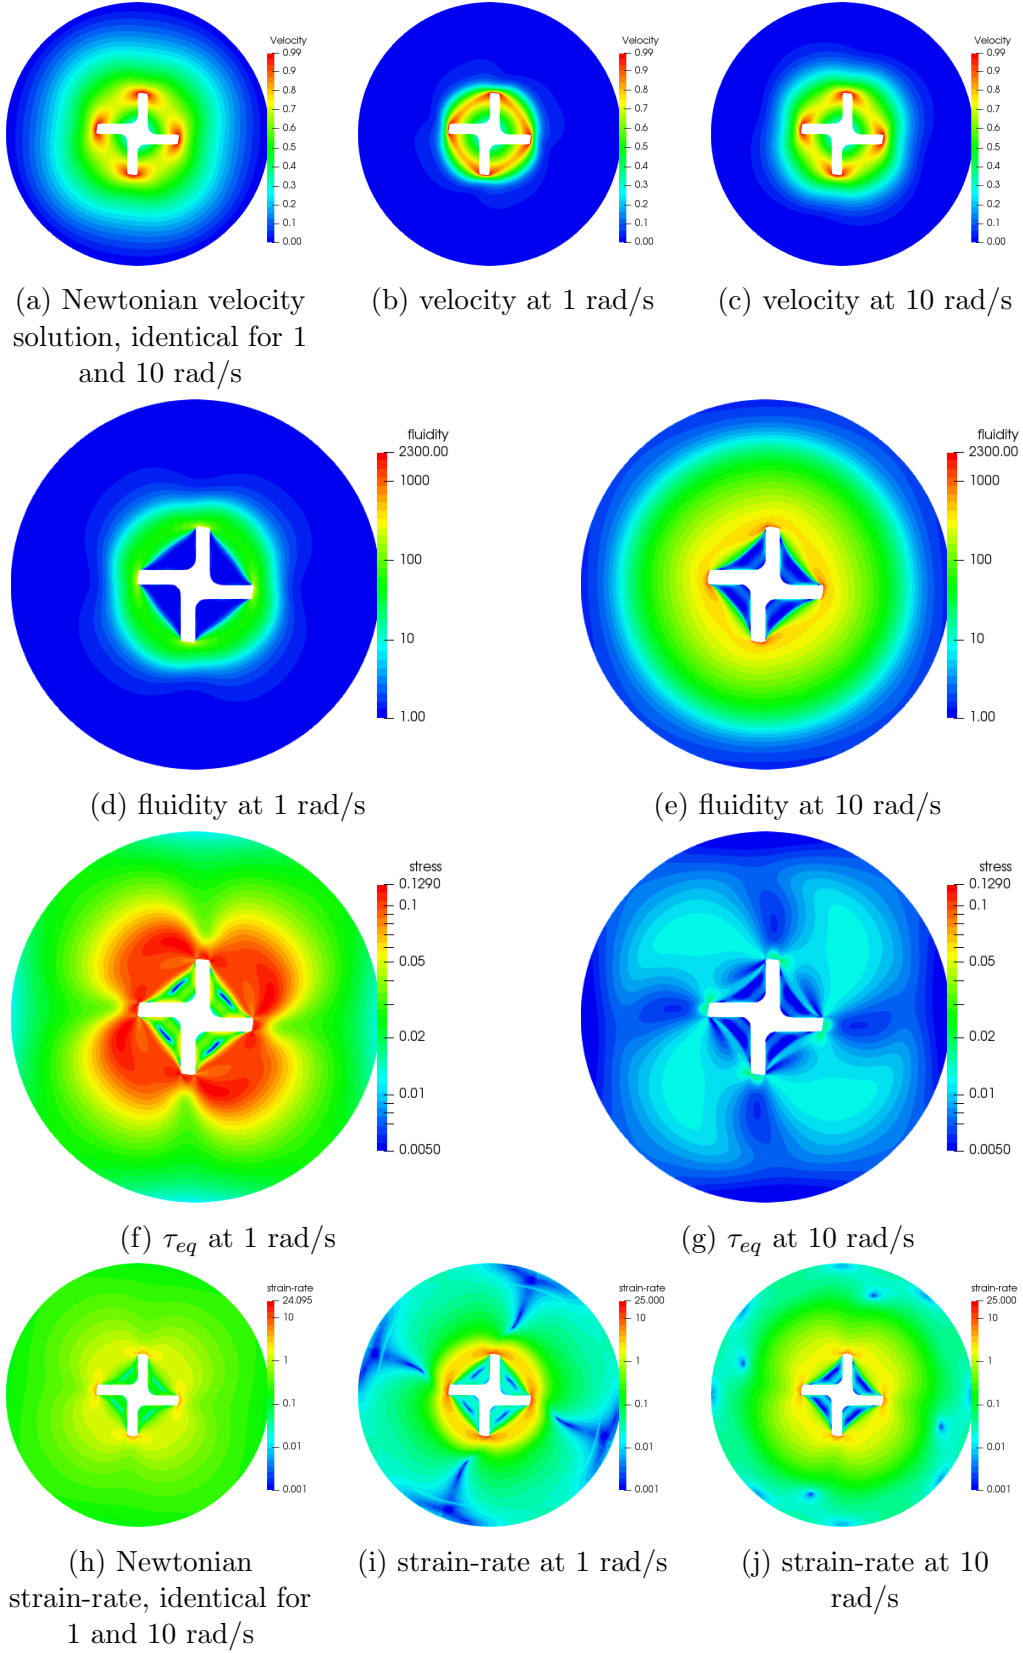 Velocity
0.99
0.9
0.8
0.7
0.6
0.5
0.4
0.3
0.2
0.1
0.00
Velocity
0.99
0.9
0.8
0.7
0.6
0.5
0.4
0.3
0.2
0.1
0.00
Velocity
0.99
0.9
0.8
0.7
0.6
0.5
0.4
0.3
0.2
0.1
0.00
(a) Newtonian velocity
solution, identical for 1
and 10 rad/s
(b) velocity at 1 rad/s
(c) velocity at 10 rad/s
fluidity
2300.00
1000
100
10
1.00
fluidity
2300.00
1000
100
10
1.00
(d) fluidity at 1 rad/s
(e) fluidity at 10 rad/s
stress
0.1290
0.1
0.05
0.02
0.01
0.0050
stress
0.1290
0.1
0.05
0.02
0.01
0.0050
(f) τ_eq at 1 rad/s
(g) τ_eq at 10 rad/s
strain-rate
24.095
10
1
0.1
0.01
0.001
strain-rate
25.000
10
1
0.1
0.01
0.001
strain-rate
25.000
10
1
0.1
0.01
0.001
(h) Newtonian
strain-rate, identical for
1 and 10 rad/s
(i) strain-rate at 1 rad/s
(j) strain-rate at 10
rad/s